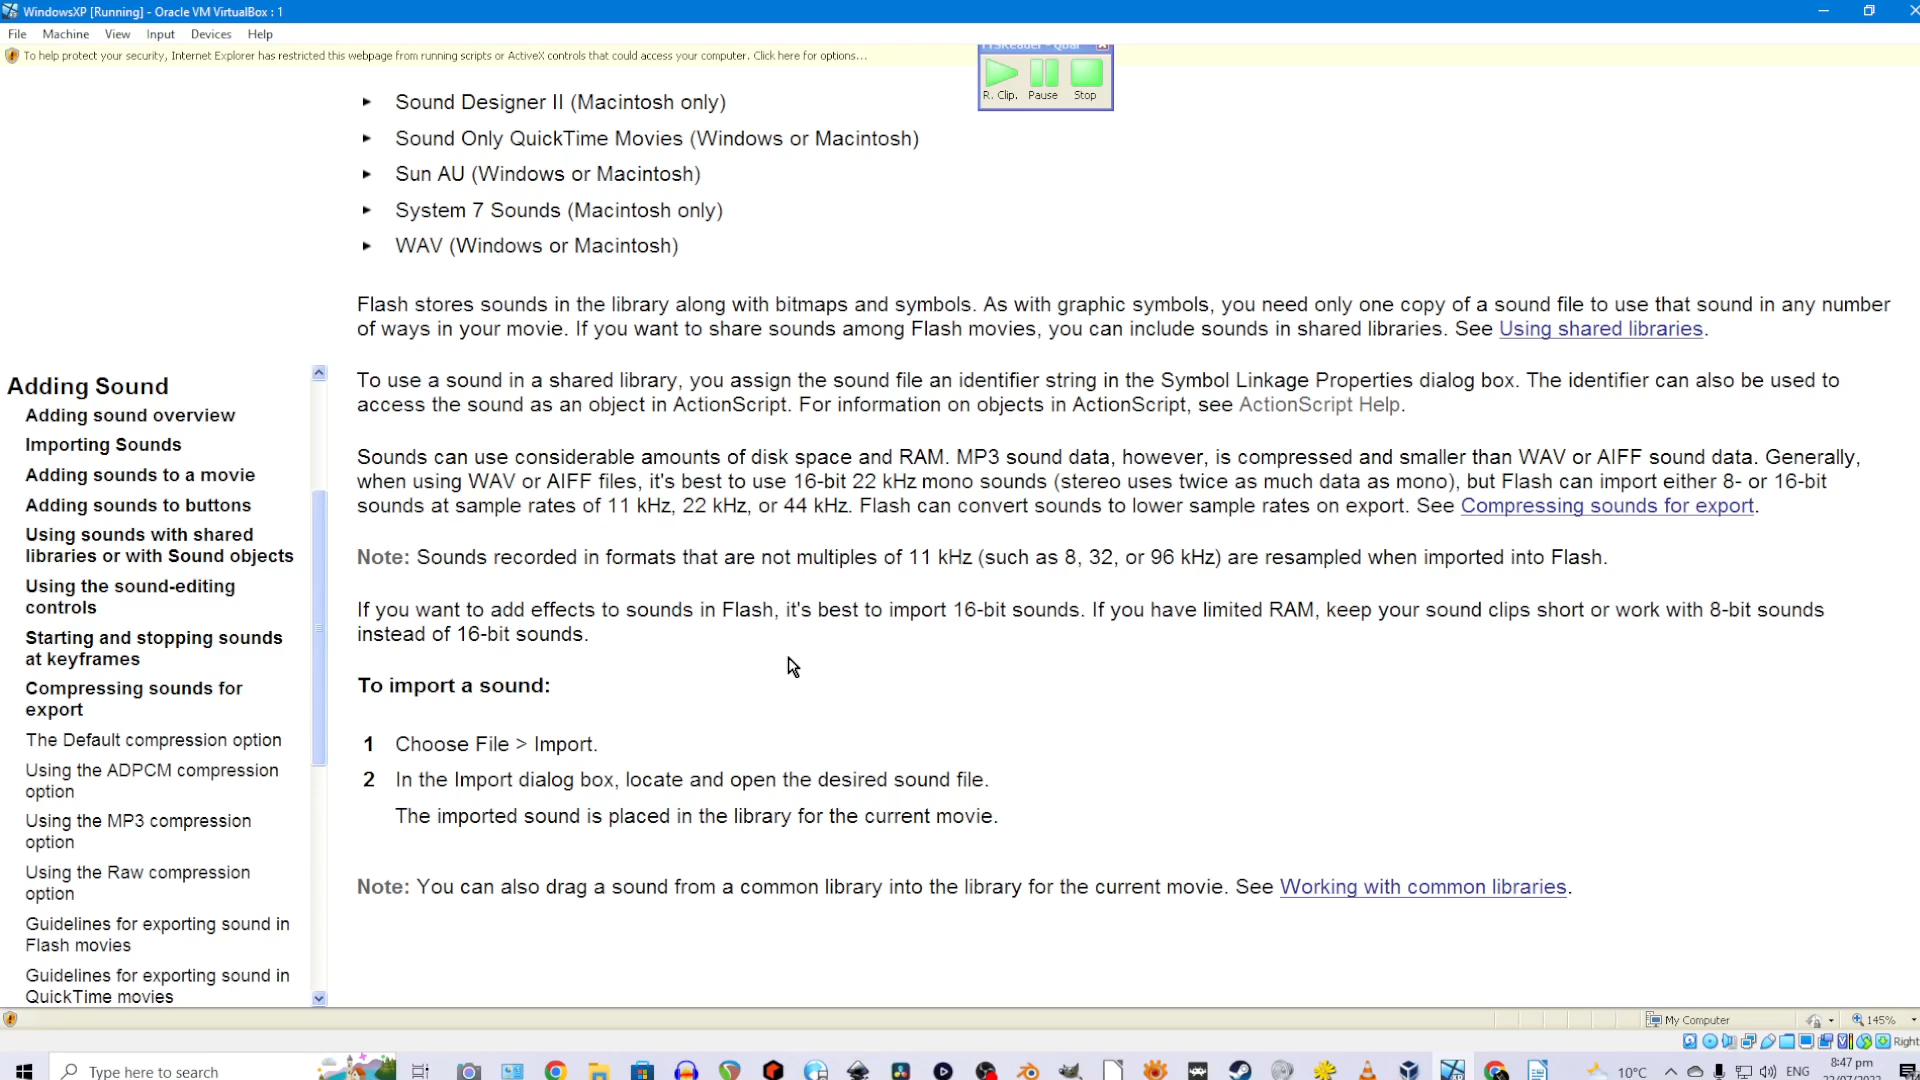 WindowsXP [Running] - Oracle VM VirtualBox : 1
File Machine View Input Devices Help
To help protect your security, Internet Explorer has restricted this webpage from running scripts or ActiveX controls that could access your computer. Click here for options...
R. Clip. Pause Stop
Sound Designer II (Macintosh only)
Sound Only QuickTime Movies (Windows or Macintosh)
Sun AU (Windows or Macintosh)
System 7 Sounds (Macintosh only)
WAV (Windows or Macintosh)
Flash stores sounds in the library along with bitmaps and symbols. As with graphic symbols, you need only one copy of a sound file to use that sound in any number
of ways in your movie. If you want to share sounds among Flash movies, you can include sounds in shared libraries. See Using shared libraries.
To use a sound in a shared library, you assign the sound file an identifier string in the Symbol Linkage Properties dialog box. The identifier can also be used to
access the sound as an object in ActionScript. For information on objects in ActionScript, see ActionScript Help.
Sounds can use considerable amounts of disk space and RAM. MP3 sound data, however, is compressed and smaller than WAV or AIFF sound data. Generally,
when using WAV or AIFF files, it's best to use 16-bit 22 kHz mono sounds (stereo uses twice as much data as mono), but Flash can import either 8- or 16-bit
sounds at sample rates of 11 kHz, 22 kHz, or 44 kHz. Flash can convert sounds to lower sample rates on export. See Compressing sounds for export.
Note: Sounds recorded in formats that are not multiples of 11 kHz (such as 8, 32, or 96 kHz) are resampled when imported into Flash.
If you want to add effects to sounds in Flash, it's best to import 16-bit sounds. If you have limited RAM, keep your sound clips short or work with 8-bit sounds
instead of 16-bit sounds.
To import a sound:
1 Choose File > Import.
2 In the Import dialog box, locate and open the desired sound file.
The imported sound is placed in the library for the current movie.
Note: You can also drag a sound from a common library into the library for the current movie. See Working with common libraries.
Adding Sound
Adding sound overview
Importing Sounds
Adding sounds to a movie
Adding sounds to buttons
Using sounds with shared
libraries or with Sound objects
Using the sound-editing
controls
Starting and stopping sounds
at keyframes
Compressing sounds for
export
The Default compression option
Using the ADPCM compression
option
Using the MP3 compression
option
Using the Raw compression
option
Guidelines for exporting sound in
Flash movies
Guidelines for exporting sound in
QuickTime movies
My Computer
145%
Right
Type here to search
10°C
ENG
8:47 pm